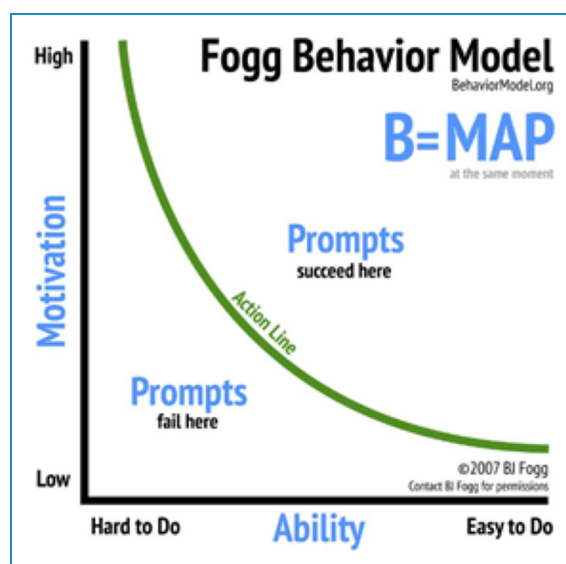 Fogg Behavior Model
BehaviorModel.org
B=MAP
at the same moment
High
Motivation
Low
Prompts
succeed here
Action Line
Prompts
fail here
©2007 BJ Fogg
Contact BJ Fogg for permissions
Hard to Do
Ability
Easy to Do